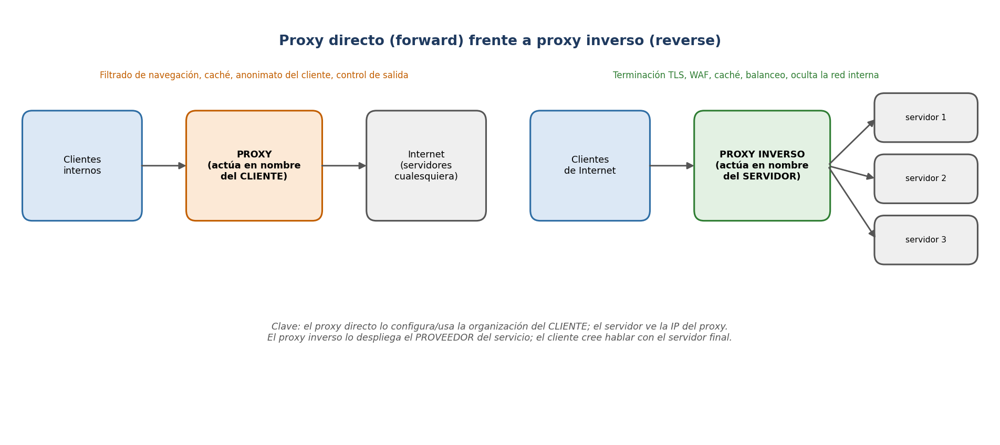 Proxy directo (forward) frente a proxy inverso (reverse)
Filtrado de navegación, caché, anonimato del cliente, control de salida
Clientes
internos
PROXY
(actúa en nombre
del CLIENTE)
Internet
(servidores
cualesquiera)
Terminación TLS, WAF, caché, balanceo, oculta la red interna
Clientes
de Internet
PROXY INVERSO
(actúa en nombre
del SERVIDOR)
servidor 1
servidor 2
servidor 3
Clave: el proxy directo lo configura/usa la organización del CLIENTE; el servidor ve la IP del proxy.
El proxy inverso lo despliega el PROVEEDOR del servicio; el cliente cree hablar con el servidor final.